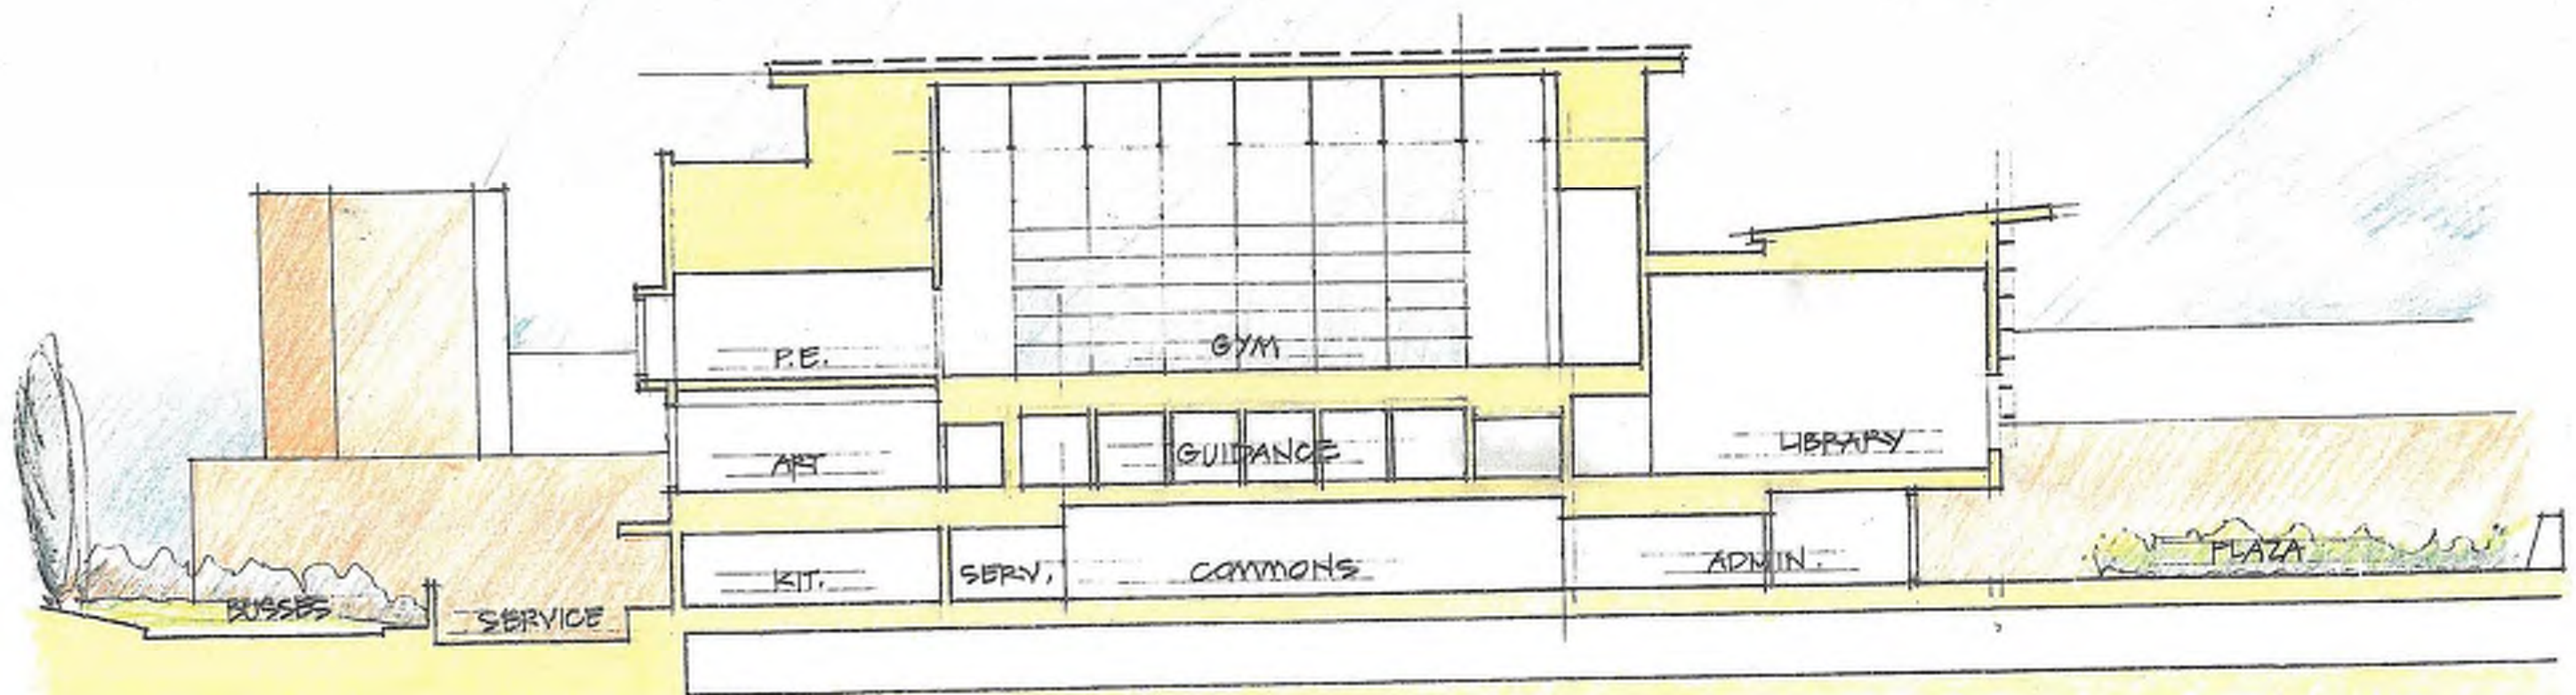 P.E.
GYM
ART
GUIDANCE
LIBRARY
KIT.
SERV.
COMMONS
ADMIN.
PLAZA
BUSSES
SERVICE